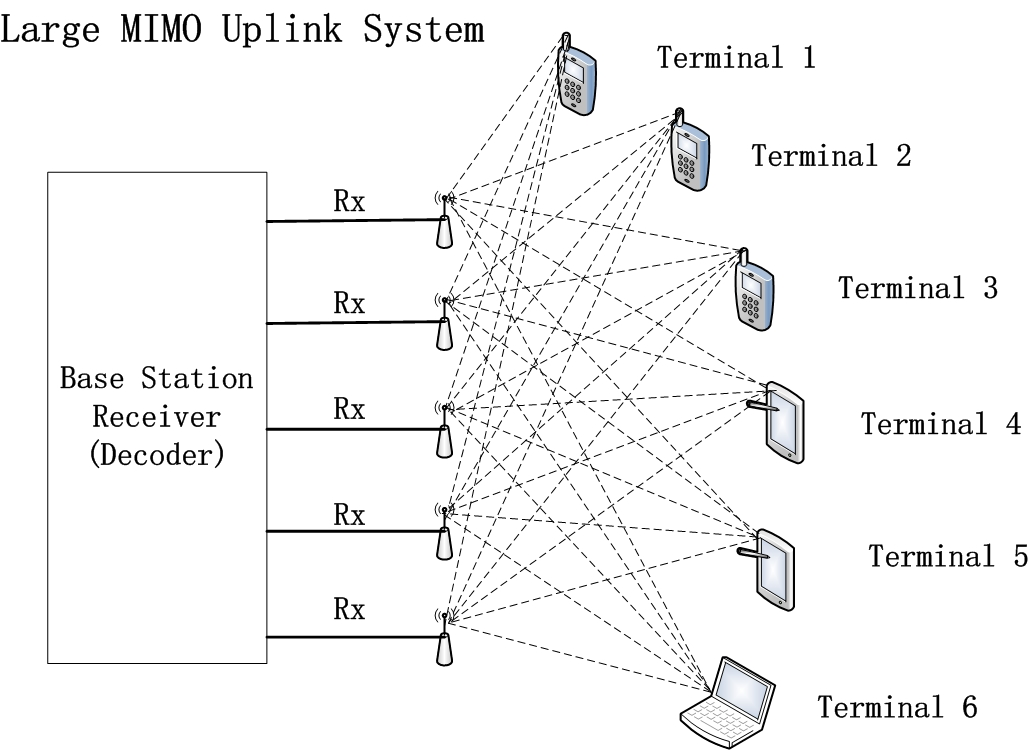 Large MIMO Uplink System
Terminal 1
Terminal 2
Rx
Terminal 3
Rx
Base Station
Receiver
(Decoder)
Rx
Terminal 4
Rx
Terminal 5
Rx
Terminal 6